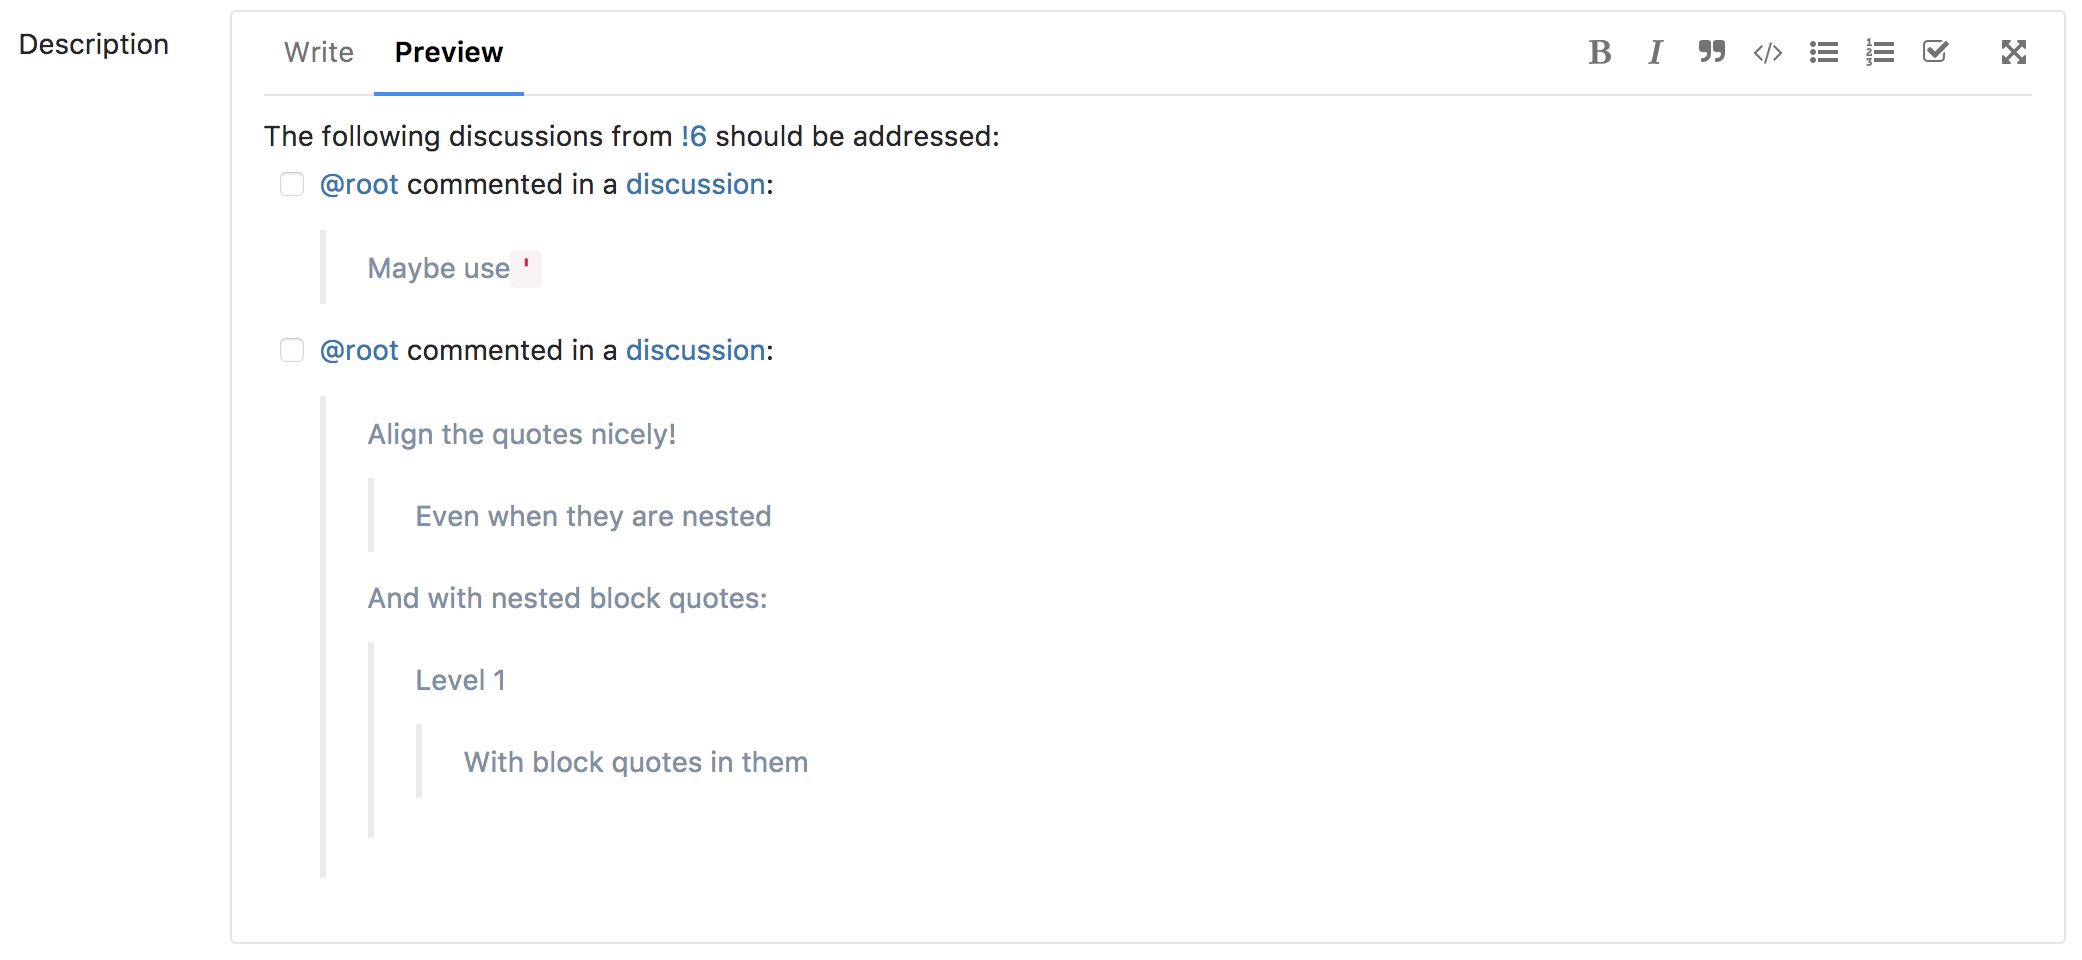 Description
Write Preview
The following discussions from !6 should be addressed:
@root commented in a discussion:
Maybe use '
@root commented in a discussion:
Align the quotes nicely!
Even when they are nested
And with nested block quotes:
Level 1
With block quotes in them